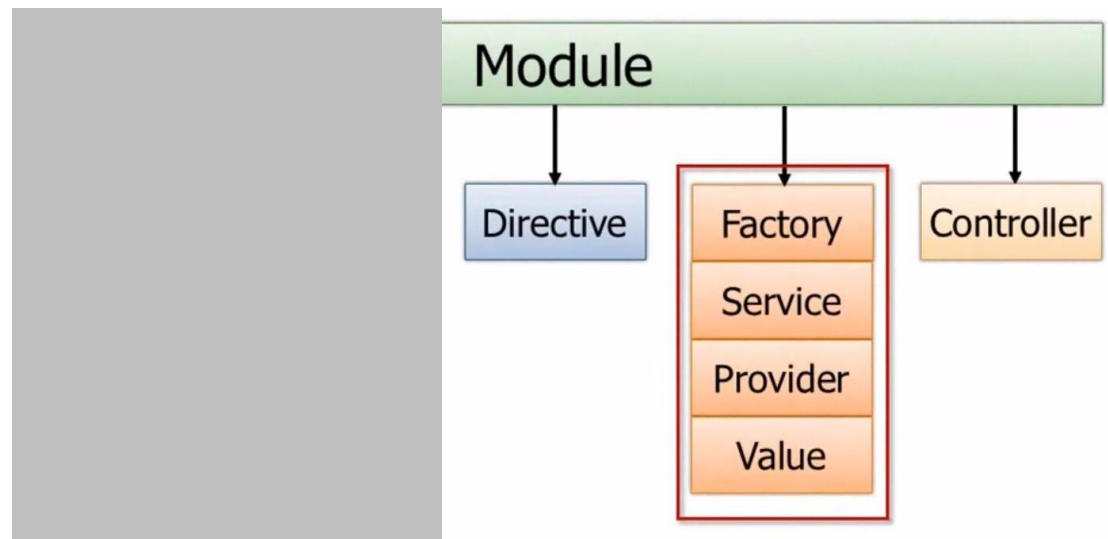 Module
Directive
Factory
Controller
Service
Provider
Value